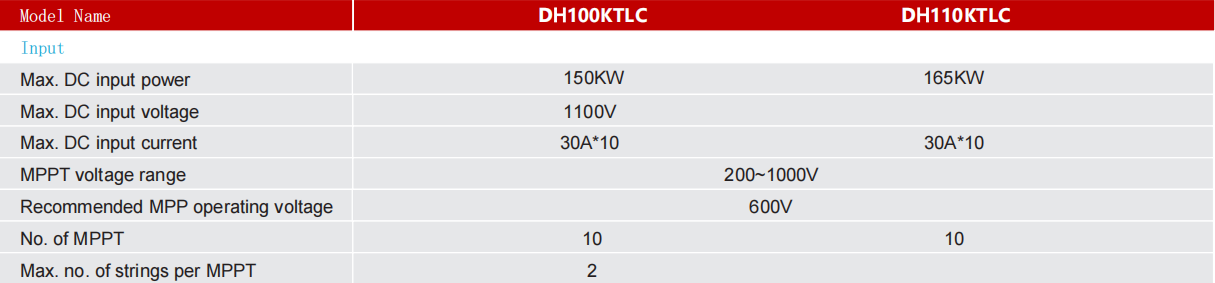 Model Name DH100KTLC DH110KTLC
Input
Max. DC input power 150KW 165KW
Max. DC input voltage 1100V
Max. DC input current 30A*10 30A*10
MPPT voltage range 200~1000V
Recommended MPP operating voltage 600V
No. of MPPT 10 10
Max. no. of strings per MPPT 2